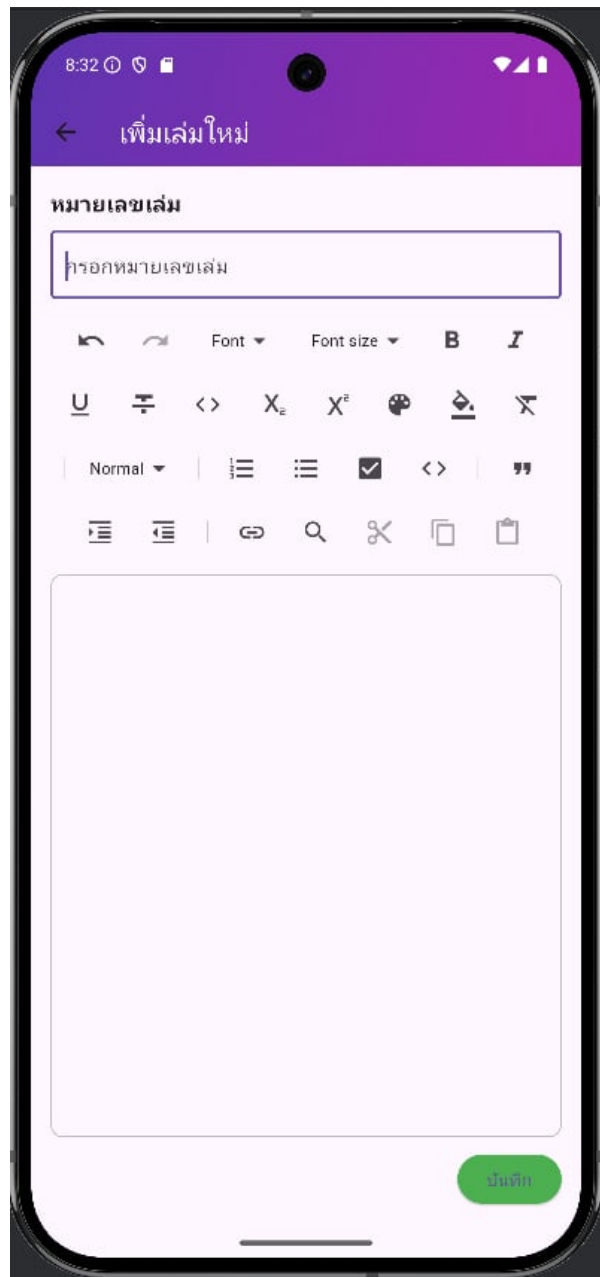 8:32
เพิ่มเล่มใหม่
หมายเลขเล่ม
กรอกหมายเลขเล่ม
Font Font size B I
U T <> X₂ X²
Normal <> "
บันทึก